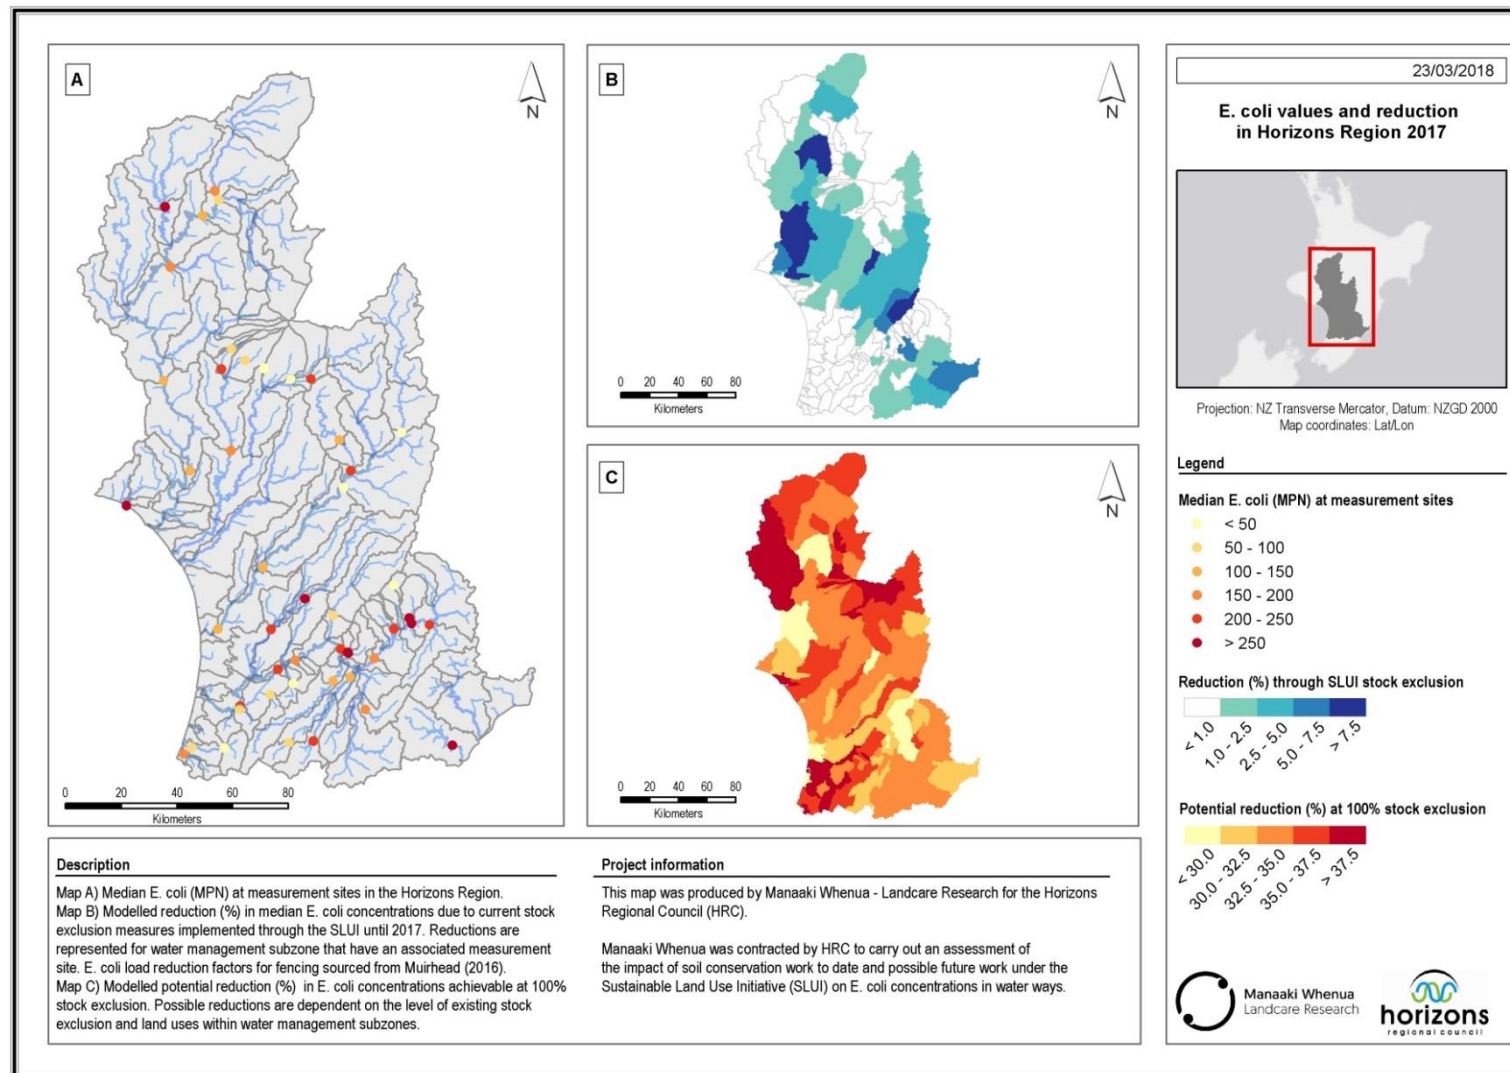 A
N
0
20
40
60
80
Kilometers
B
N
0
20
40
60
80
Kilometers
C
N
0
20
40
60
80
Kilometers
23/03/2018
E. coli values and reduction
in Horizons Region 2017
Projection: NZ Transverse Mercator, Datum: NZGD 2000
Map coordinates: Lat/Lon
Legend
Median E. coli (MPN) at measurement sites
< 50
50 - 100
100 - 150
150 - 200
200 - 250
> 250
Reduction (%) through SLUI stock exclusion
< 1.0
1.0 - 2.5
2.5 - 5.0
5.0 - 7.5
> 7.5
Potential reduction (%) at 100% stock exclusion
< 30.0
30.0 - 32.5
32.5 - 35.0
35.0 - 37.5
> 37.5
Description
Map A) Median E. coli (MPN) at measurement sites in the Horizons Region.
Map B) Modelled reduction (%) in median E. coli concentrations due to current stock
exclusion measures implemented through the SLUI until 2017. Reductions are
represented for water management subzone that have an associated measurement
site. E. coli load reduction factors for fencing sourced from Muirhead (2016).
Map C) Modelled potential reduction (%) in E. coli concentrations achievable at 100%
stock exclusion. Possible reductions are dependent on the level of existing stock
exclusion and land uses within water management subzones.
Project information
This map was produced by Manaaki Whenua - Landcare Research for the Horizons
Regional Council (HRC).
Manaaki Whenua was contracted by HRC to carry out an assessment of
the impact of soil conservation work to date and possible future work under the
Sustainable Land Use Initiative (SLUI) on E. coli concentrations in water ways.
Manaaki Whenua
Landcare Research
horizons
regional council